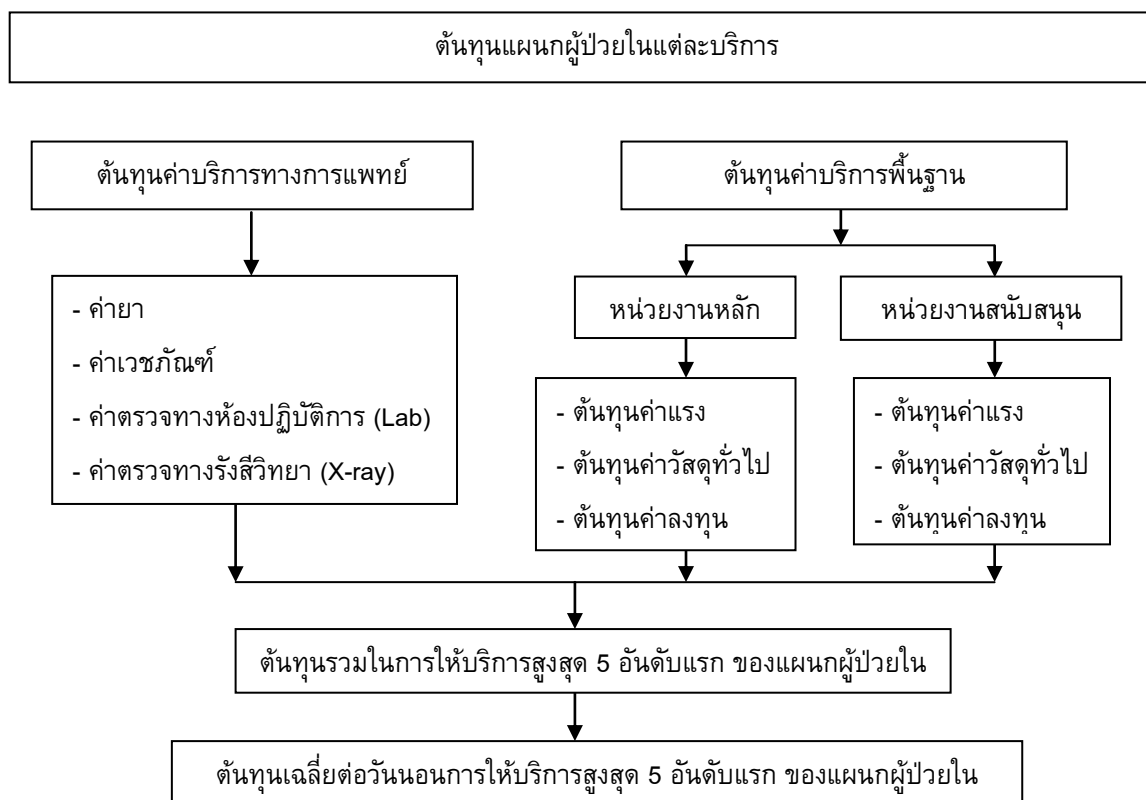 ต้นทุนแผนกผู้ป่วยในแต่ละบริการ
ต้นทุนค่าบริการทางการแพทย์
ต้นทุนค่าบริการพื้นฐาน
- ค่ายา
- ค่าเวชภัณฑ์
- ค่าตรวจทางห้องปฏิบัติการ (Lab)
- ค่าตรวจทางรังสีวิทยา (X-ray)
หน่วยงานหลัก
- ต้นทุนค่าแรง
- ต้นทุนค่าวัสดุทั่วไป
- ต้นทุนค่าลงทุน
หน่วยงานสนับสนุน
- ต้นทุนค่าแรง
- ต้นทุนค่าวัสดุทั่วไป
- ต้นทุนค่าลงทุน
ต้นทุนรวมในการให้บริการสูงสุด 5 อันดับแรก ของแผนกผู้ป่วยใน
ต้นทุนเฉลี่ยต่อวันนอนการให้บริการสูงสุด 5 อันดับแรก ของแผนกผู้ป่วยใน